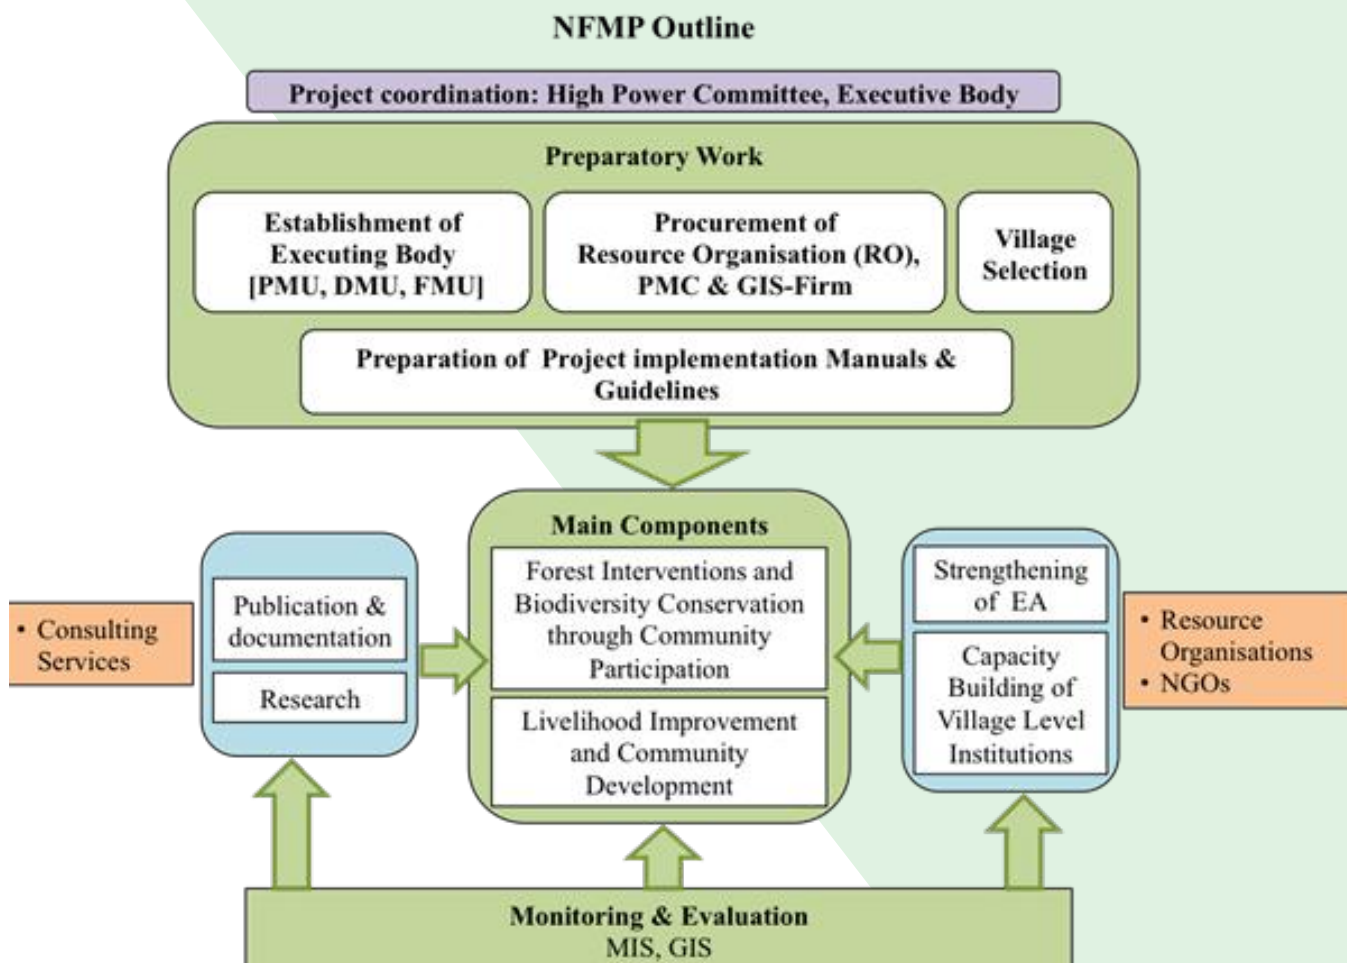 NFMP Outline
Project coordination: High Power Committee, Executive Body
Preparatory Work
Establishment of
Executing Body
[PMU, DMU, FMU]
Procurement of
Resource Organisation (RO),
PMC & GIS-Firm
Village
Selection
Preparation of Project implementation Manuals &
Guidelines
• Consulting
Services
Publication &
documentation
Research
Main Components
Forest Interventions and
Biodiversity Conservation
through Community
Participation
Livelihood Improvement
and Community
Development
Strengthening
of EA
Capacity
Building of
Village Level
Institutions
• Resource
Organisations
• NGOs
Monitoring & Evaluation
MIS, GIS